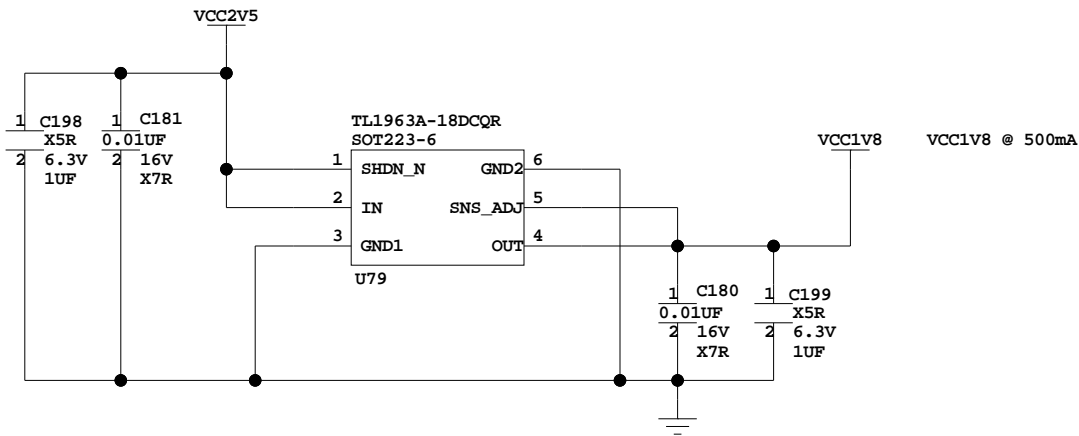 VCC2V5
1 C198
X5R
2 6.3V
1UF
1 C181
0.01UF
2 16V
X7R
TL1963A-18DCQR
SOT223-6
1 SHDN_N GND2 6
2 IN SNS_ADJ 5
3 GND1 OUT 4
U79
VCC1V8 VCC1V8 @ 500mA
1 C180
0.01UF
2 16V
X7R
1 C199
X5R
2 6.3V
1UF